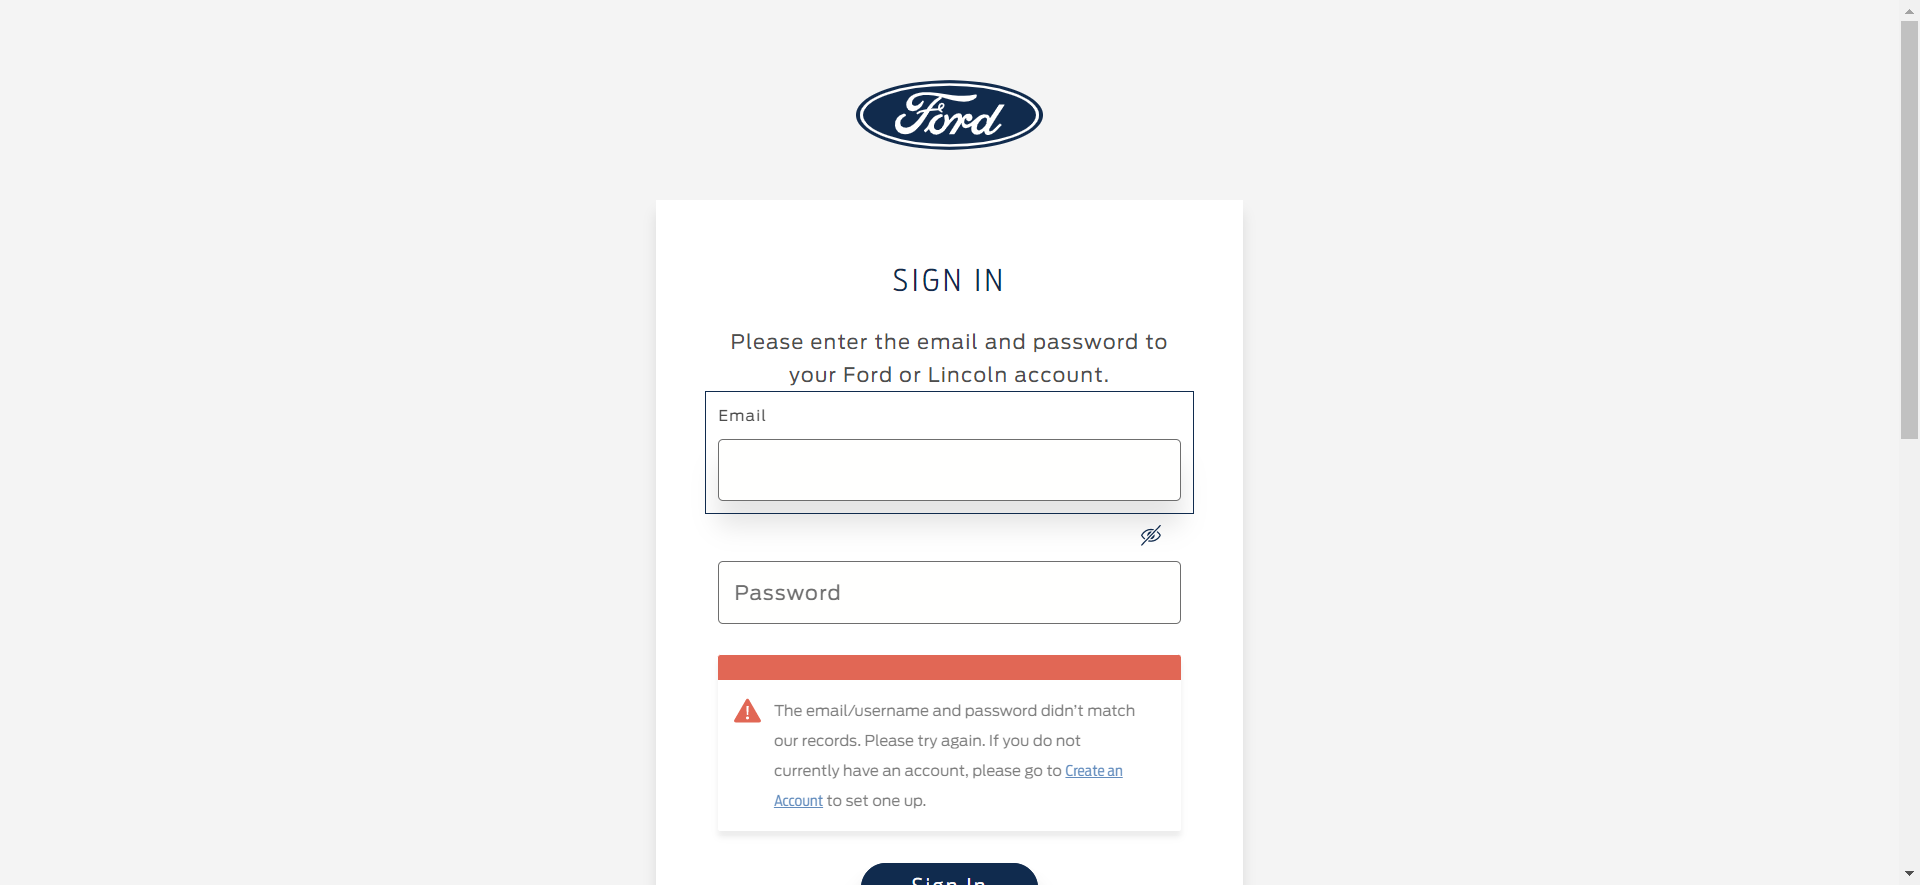 Ford
SIGN IN
Please enter the email and password to
your Ford or Lincoln account.
Email
Password
The email/username and password didn't match
our records. Please try again. If you do not
currently have an account, please go to Create an
Account to set one up.
Sign In